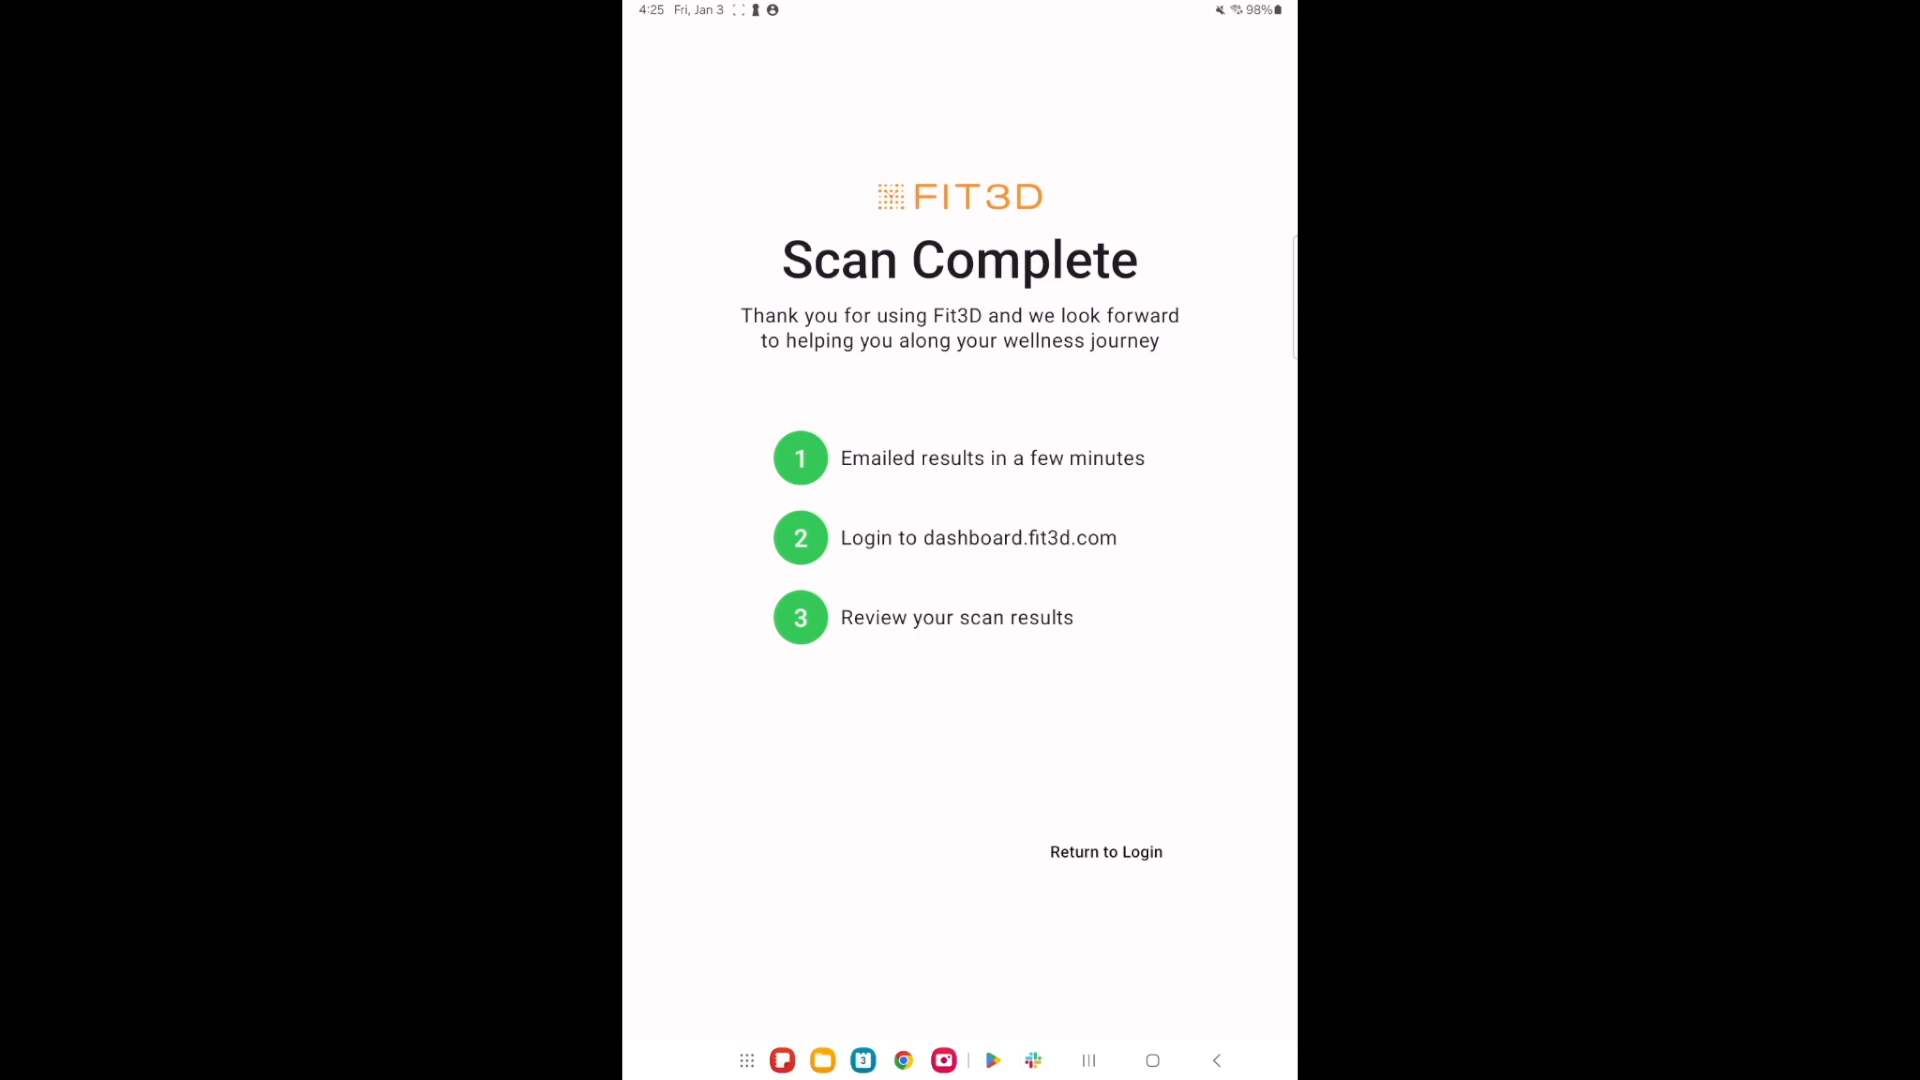 4:25 Fri, Jan 3
98%
FIT3D
Scan Complete
Thank you for using Fit3D and we look forward
to helping you along your wellness journey
1 Emailed results in a few minutes
2 Login to dashboard.fit3d.com
3 Review your scan results
Return to Login
3